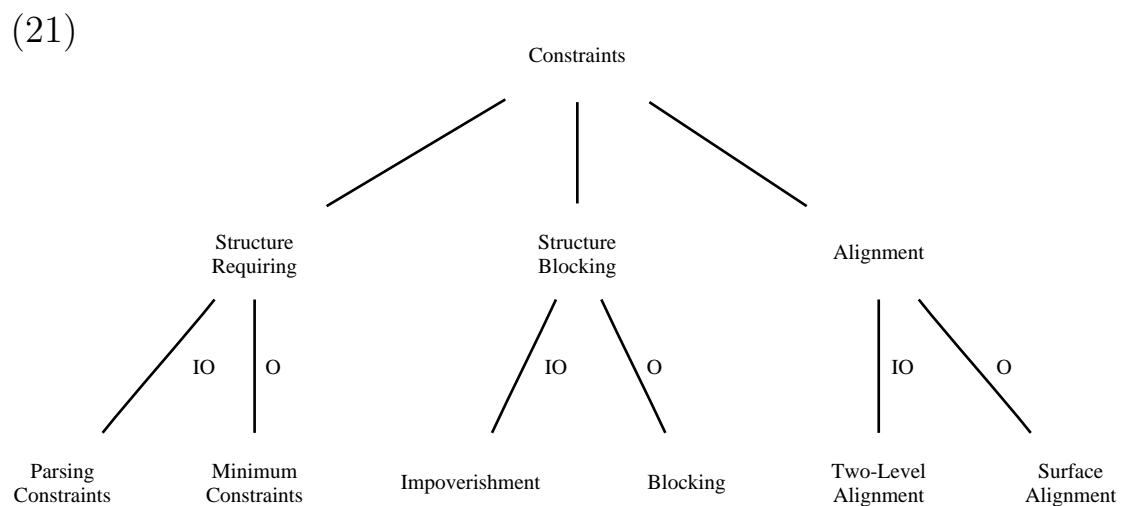 (21)
Constraints
Structure
Requiring
Structure
Blocking
Alignment
IO
O
IO
O
IO
O
Parsing
Constraints
Minimum
Constraints
Impoverishment
Blocking
Two-Level
Alignment
Surface
Alignment